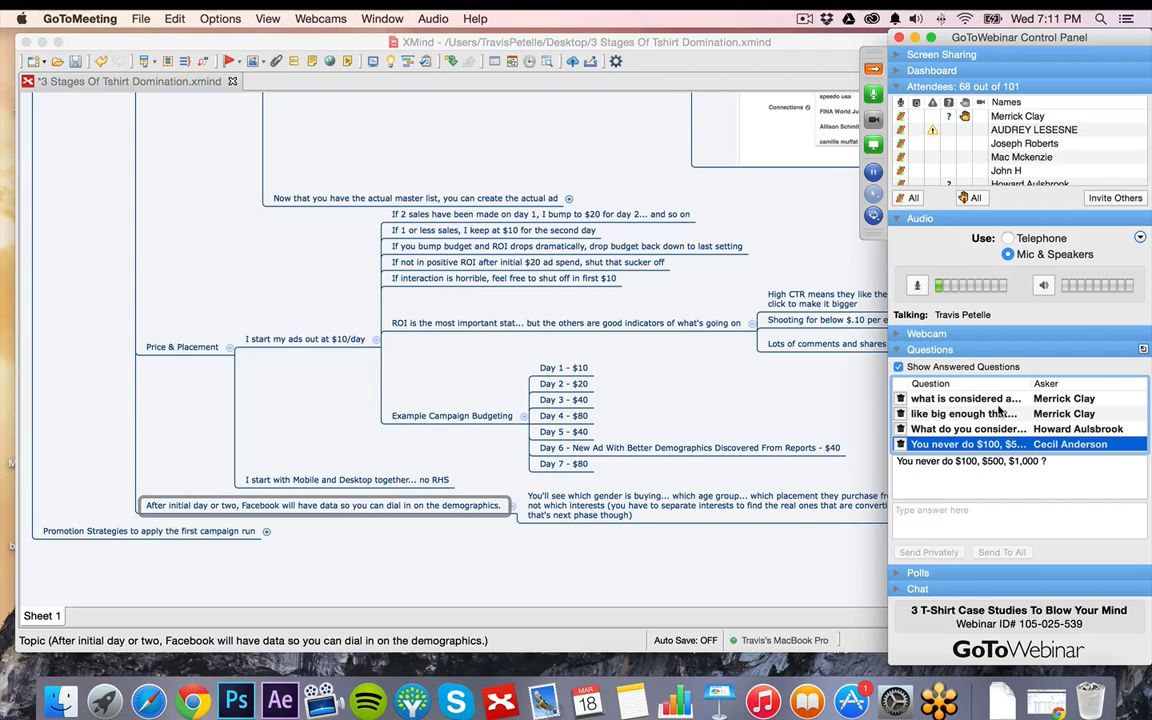 GoToMeeting File Edit Options View Webcams Window Audio Help
Wed 7:11 PM
XMind - /Users/TravisPetelle/Desktop/3 Stages Of Tshirt Domination.xmind
*3 Stages Of Tshirt Domination.xmind
speedo usa
Connections
FINA World Ju
Allison Schmit
camille muffat
Now that you have the actual master list, you can create the actual ad
If 2 sales have been made on day 1, I bump to $20 for day 2... and so on
If 1 or less sales, I keep at $10 for the second day
If you bump budget and ROI drops dramatically, drop budget back down to last setting
If not in positive ROI after initial $20 ad spend, shut that sucker off
If interaction is horrible, feel free to shut off in first $10
High CTR means they like the
click to make it bigger
ROI is the most important stat... but the others are good indicators of what's going on
Shooting for below $.10 per e
Lots of comments and shares
Price & Placement
I start my ads out at $10/day
Day 1 - $10
Day 2 - $20
Day 3 - $40
Example Campaign Budgeting
Day 4 - $80
Day 5 - $40
Day 6 - New Ad With Better Demographics Discovered From Reports - $40
Day 7 - $80
I start with Mobile and Desktop together... no RHS
After initial day or two, Facebook will have data so you can dial in on the demographics.
You'll see which gender is buying... which age group... which placement they purchase fr
not which interests (you have to separate interests to find the real ones that are converti
that's next phase though)
Promotion Strategies to apply the first campaign run
Sheet 1
Topic (After initial day or two, Facebook will have data so you can dial in on the demographics.)
Auto Save: OFF
Travis's MacBook Pro
GoToWebinar Control Panel
Screen Sharing
Dashboard
Attendees: 68 out of 101
Names
Merrick Clay
AUDREY LESESNE
Joseph Roberts
Mac Mckenzie
John H
Howard Aulsbrook
All All Invite Others
Audio
Use: Telephone
Mic & Speakers
Talking: Travis Petelle
Webcam
Questions
Show Answered Questions
Question Asker
what is considered a... Merrick Clay
like big enough th... Merrick Clay
What do you consider... Howard Aulsbrook
You never do $100, $5... Cecil Anderson
You never do $100, $500, $1,000 ?
Type answer here
Send Privately Send To All
Polls
Chat
3 T-Shirt Case Studies To Blow Your Mind
Webinar ID# 105-025-539
GoToWebinar
Ps Ae
MAR
18
1